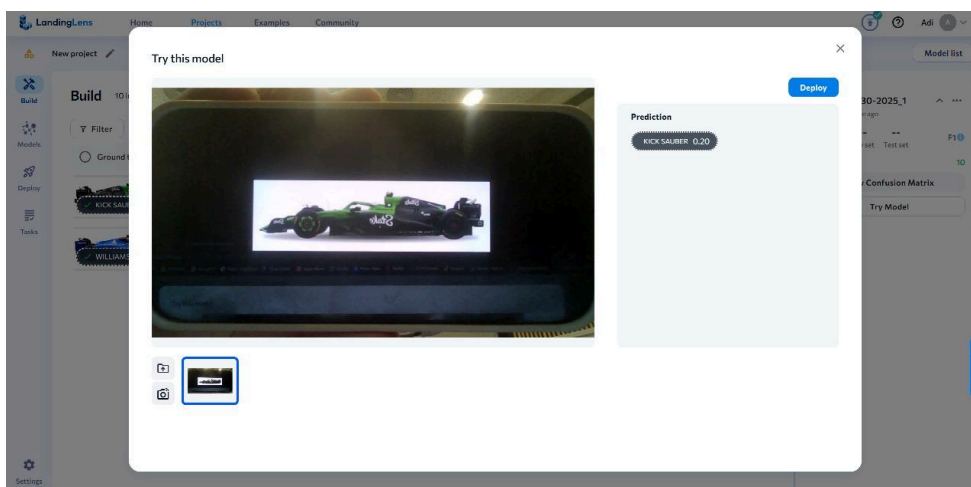 LandingLens
Home
Projects
Examples
Community
Adi
A
New project
Model list
Build
Models
Deploy
Tasks
Settings
Build
Filter
KICK SAU
WILLIAMS
Try this model
Deploy
Prediction
KICK SAUBER 0.20
30-2025_1
Test set
F1
10
Confusion Matrix
Try Model